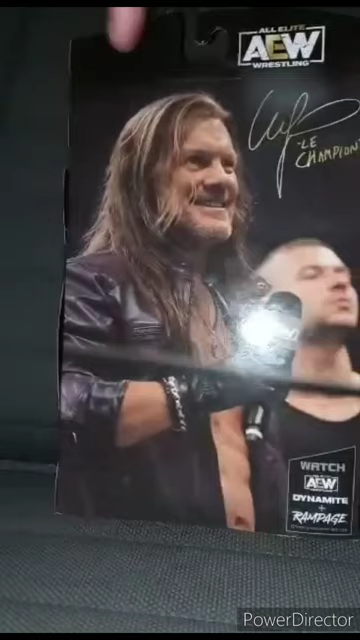 ALL ELITE
AEW
WRESTLING
-LE
CHAMPION
WATCH
AEW
DYNAMITE
+
RAMPAGE
PowerDirector